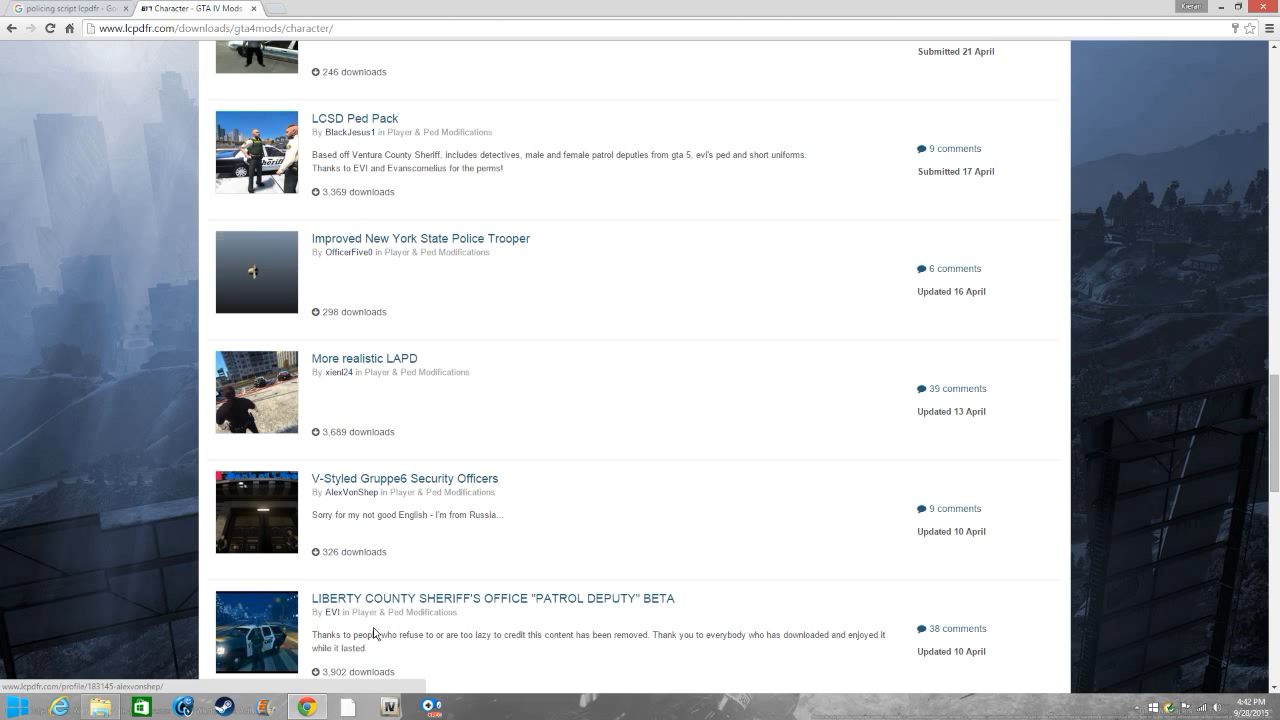 policing script lcpdfr - Go
Character - GTA IV Mods
Kieran
www.lcpdfr.com/downloads/gta4mods/character/
Submitted 21 April
246 downloads
LCSD Ped Pack
By BlackJesus1 in Player & Ped Modifications
9 comments
Based off Ventura County Sheriff, includes detectives, male and female patrol deputies from gta 5, evi's ped and short uniforms.
Thanks to EVI and Evanscornelius for the perms!
Submitted 17 April
3,369 downloads
Improved New York State Police Trooper
By OfficerFive0 in Player & Ped Modifications
6 comments
Updated 16 April
298 downloads
More realistic LAPD
By xienl24 in Player & Ped Modifications
39 comments
Updated 13 April
3,689 downloads
V-Styled Gruppe6 Security Officers
By AlexVonShep in Player & Ped Modifications
9 comments
Sorry for my not good English - I'm from Russia...
Updated 10 April
326 downloads
LIBERTY COUNTY SHERIFF'S OFFICE "PATROL DEPUTY" BETA
By EVI in Player & Ped Modifications
38 comments
Thanks to people who refuse to or are too lazy to credit this content has been removed. Thank you to everybody who has downloaded and enjoyed it
while it lasted.
Updated 10 April
3,902 downloads
www.lcpdfr.com/profile/183145-alexvonshep/
IV
4:42 PM
9/28/2015